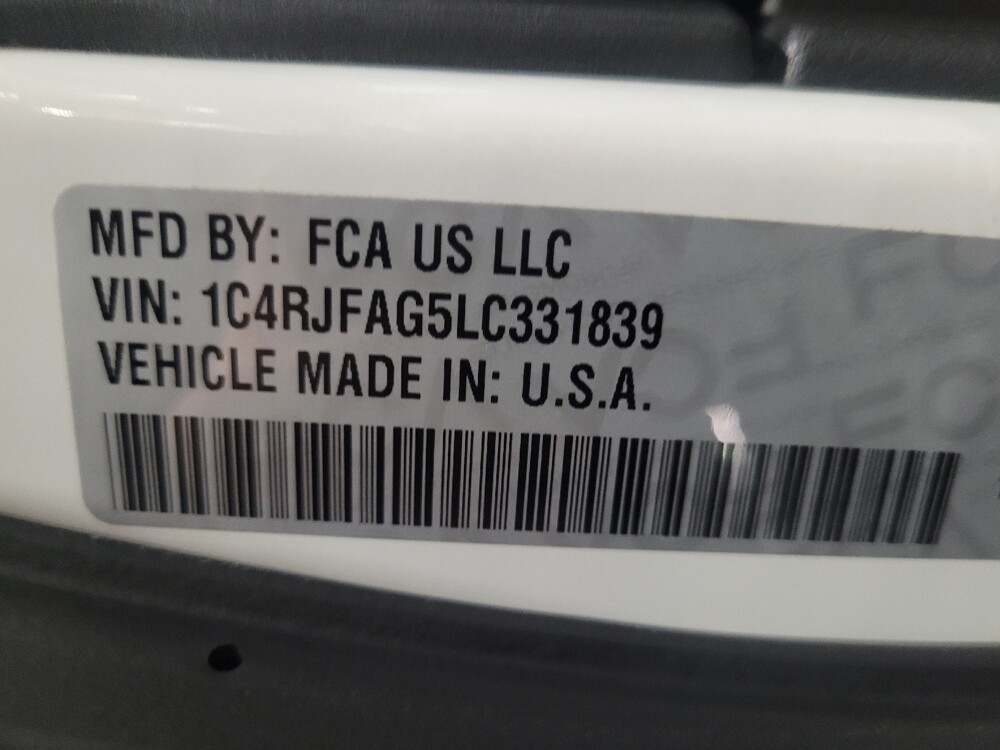 MFD BY: FCA US LLC
VIN: 1C4RJFAG5LC331839
VEHICLE MADE IN: U.S.A.